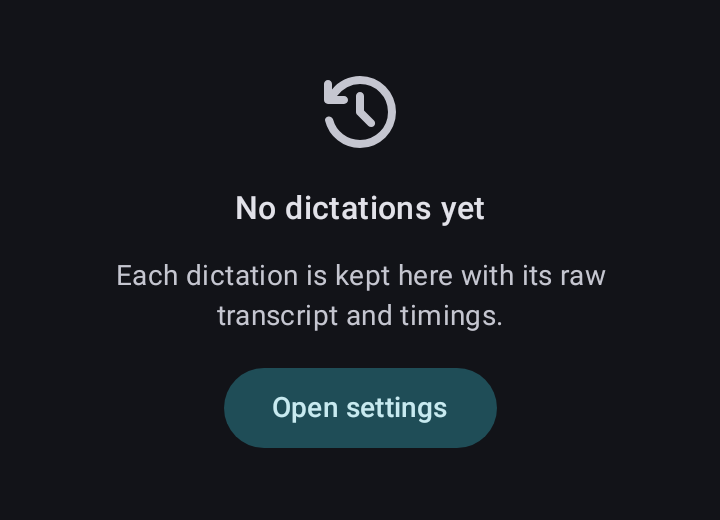 No dictations yet
Each dictation is kept here with its raw
transcript and timings.
Open settings